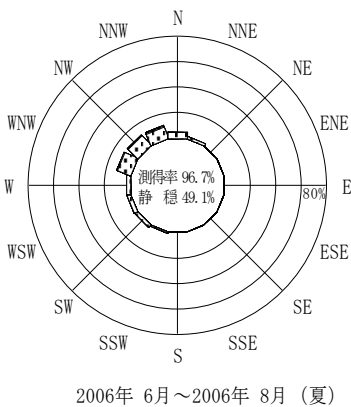 N
NNW NNE
NW NE
WNW ENE
測得率 96.7%
W 80% E
静 穏 49.1%
WSW ESE
SW SE
SSW SSE
S
2006年 6月～2006年 8月 (夏)